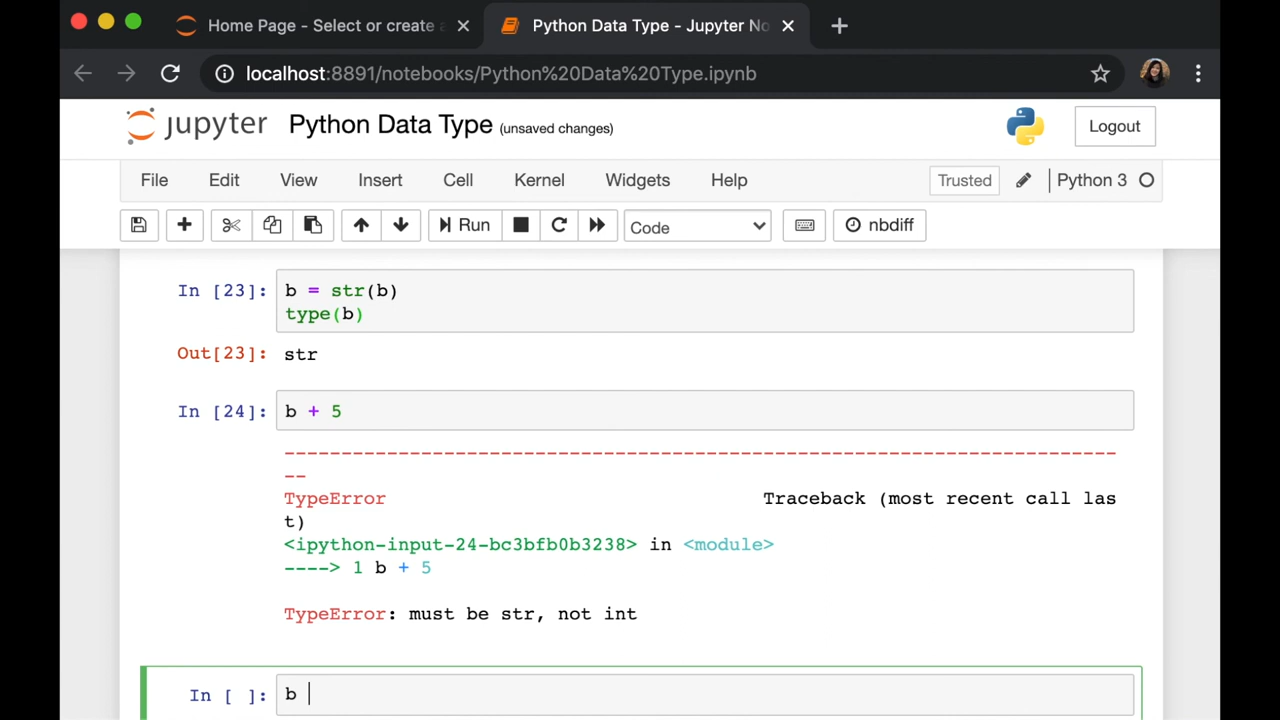 Home Page - Select or create a
Python Data Type - Jupyter No
localhost:8891/notebooks/Python%20Data%20Type.ipynb
jupyter Python Data Type (unsaved changes) Logout
File Edit View Insert Cell Kernel Widgets Help Trusted Python 3
Run Code nbdiff
In [23]: b = str(b)
type(b)
Out[23]: str
In [24]: b + 5
---------------------------------------------------------------------------
--
TypeError Traceback (most recent call las
t)
<ipython-input-24-bc3bfb0b3238> in <module>
----> 1 b + 5
TypeError: must be str, not int
In [ ]: b